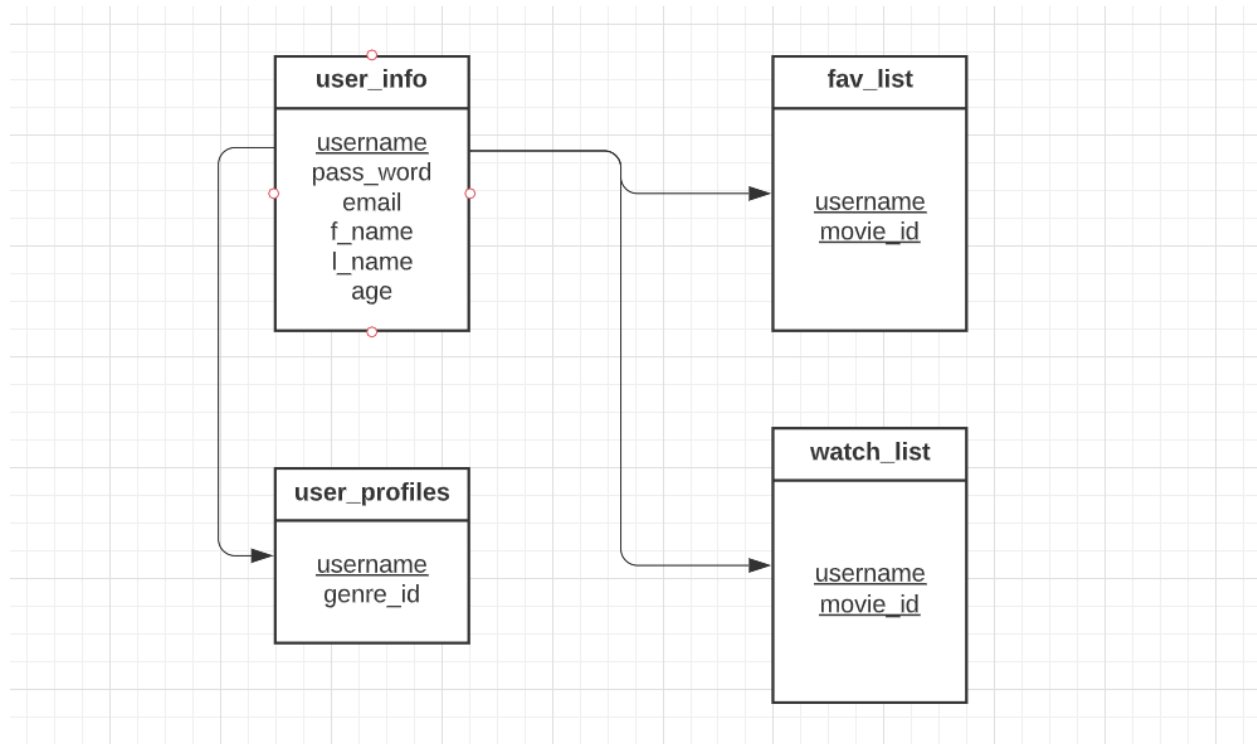 user_info
username
pass_word
email
f_name
l_name
age
fav_list
username
movie_id
user_profiles
username
genre_id
watch_list
username
movie_id